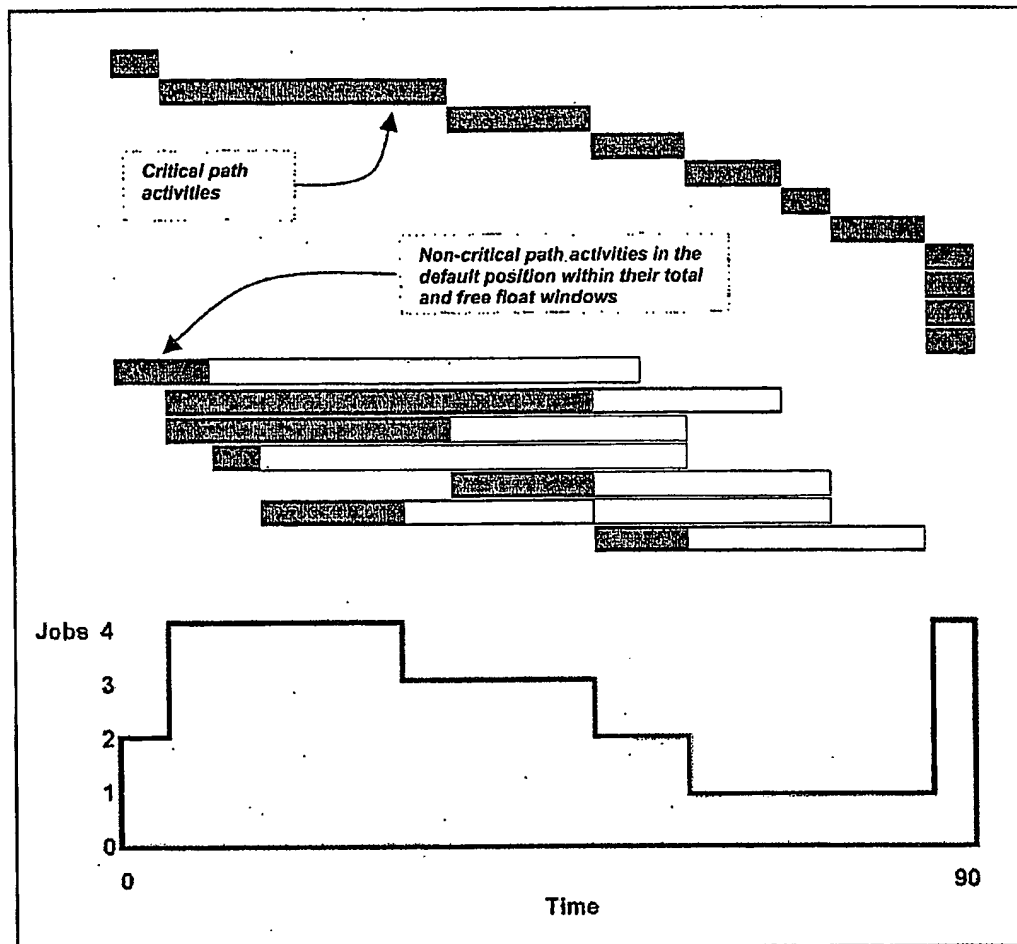 Critical path
activities
Non-critical path activities in the
default position within their total
and free float windows
Jobs 4
3
2
1
0
0
90
Time